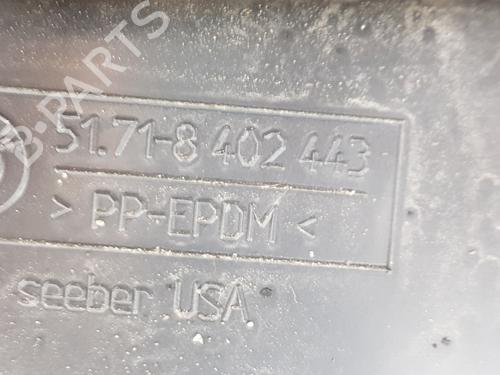 B-PARTS
51.71-8 402 443
> PP-EPDM <
seeber USA